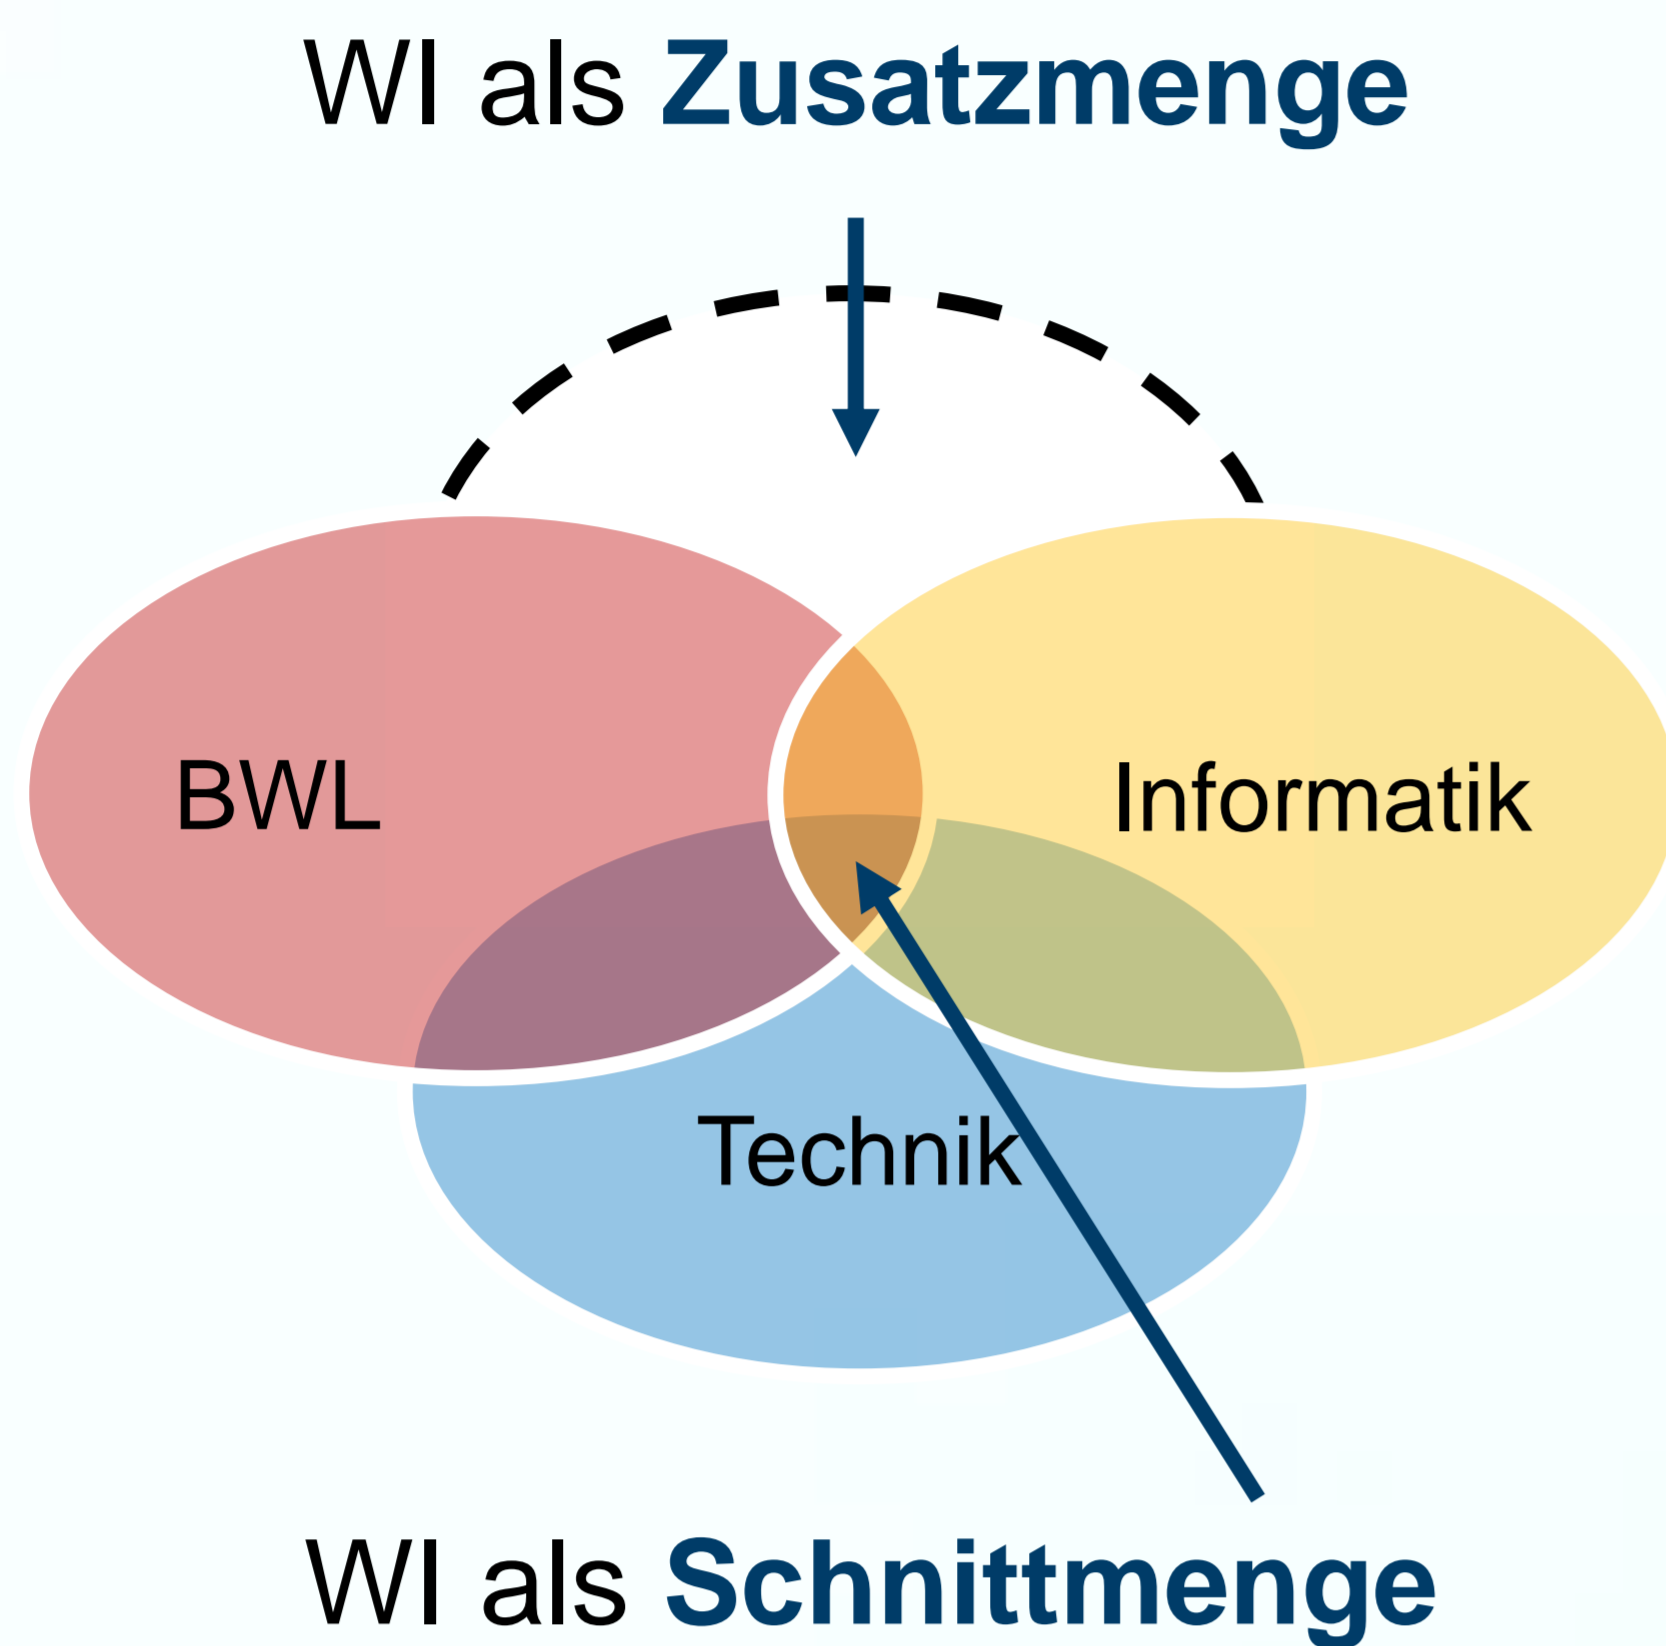 WI als Zusatzmenge
BWL
Informatik
Technik
WI als Schnittmenge